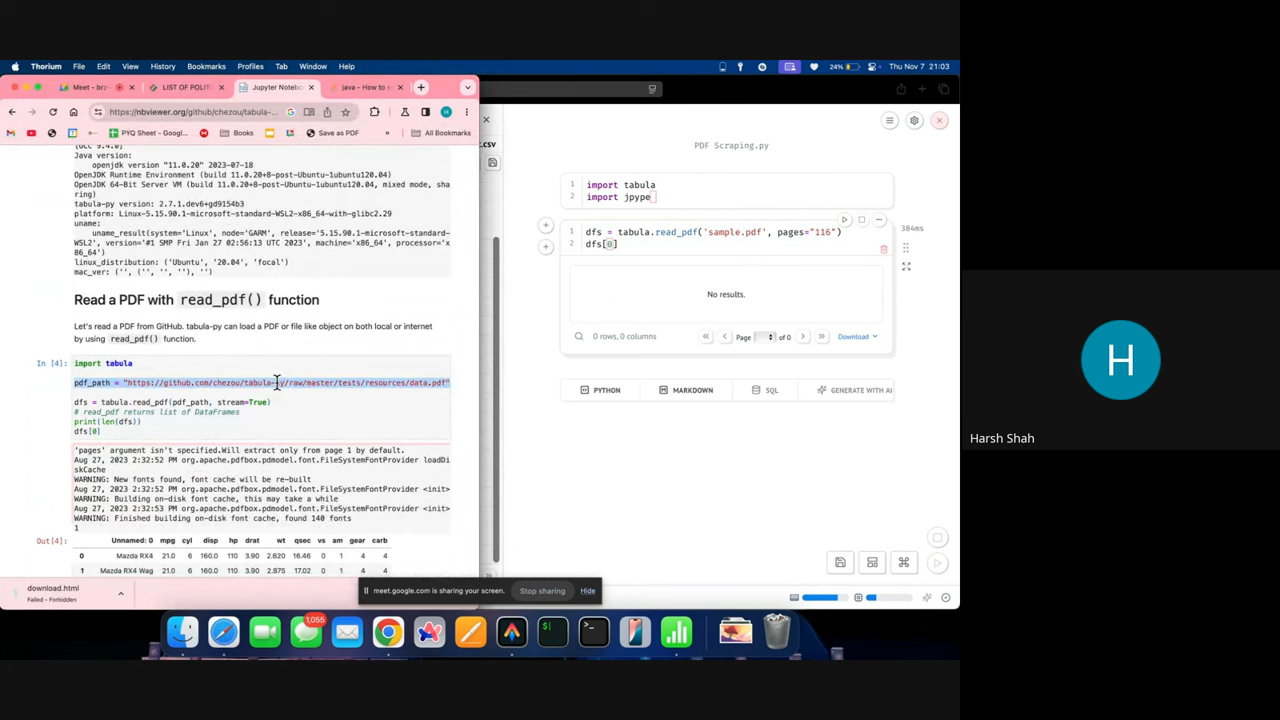 Thorium File Edit View History Bookmarks Profiles Tab Window Help
24% Thu Nov 7 21:03
Meet – brz-
LIST OF POLIT
Jupyter Notebo
java - How to s
https://nbviewer.org/github/chezou/tabula-...
PYQ Sheet - Googl...
Books
Save as PDF
All Bookmarks
[GCC 9.4.0]
Java version:
openjdk version "11.0.20" 2023-07-18
OpenJDK Runtime Environment (build 11.0.20+8-post-Ubuntu-1ubuntu120.04)
OpenJDK 64-Bit Server VM (build 11.0.20+8-post-Ubuntu-1ubuntu120.04, mixed mode, sha
ring)
tabula-py version: 2.7.1.dev6+gd9154b3
platform: Linux-5.15.90.1-microsoft-standard-WSL2-x86_64-with-glibc2.29
uname:
uname_result(system='Linux', node='GARM', release='5.15.90.1-microsoft-standard-
WSL2', version='#1 SMP Fri Jan 27 02:56:13 UTC 2023', machine='x86_64', processor='x
86_64')
linux_distribution: ('Ubuntu', '20.04', 'focal')
mac_ver: ('', ('', '', ''), '')
Read a PDF with read_pdf() function
Let's read a PDF from GitHub. tabula-py can load a PDF or file like object on both local or internet
by using read_pdf() function.
In [4]: import tabula
pdf_path = "https://github.com/chezou/tabula-py/raw/master/tests/resources/data.pdf"
dfs = tabula.read_pdf(pdf_path, stream=True)
# read_pdf returns list of DataFrames
print(len(dfs))
dfs[0]
'pages' argument isn't specified.Will extract only from page 1 by default.
Aug 27, 2023 2:32:52 PM org.apache.pdfbox.pdmodel.font.FileSystemFontProvider loadDi
skCache
WARNING: New fonts found, font cache will be re-built
Aug 27, 2023 2:32:52 PM org.apache.pdfbox.pdmodel.font.FileSystemFontProvider <init>
WARNING: Building on-disk font cache, this may take a while
Aug 27, 2023 2:32:53 PM org.apache.pdfbox.pdmodel.font.FileSystemFontProvider <init>
WARNING: Finished building on-disk font cache, found 140 fonts
1
Out[4]: Unnamed: 0 mpg cyl disp hp drat wt qsec vs am gear carb
0 Mazda RX4 21.0 6 160.0 110 3.90 2.620 16.46 0 1 4 4
1 Mazda RX4 Wag 21.0 6 160.0 110 3.90 2.875 17.02 0 1 4 4
download.html
Failed – Forbidden
.csv
PDF Scraping.py
1 import tabula
2 import jpype
1 dfs = tabula.read_pdf('sample.pdf', pages="116")
2 dfs[0]
384ms
No results.
0 rows, 0 columns
Page of 0
Download
PYTHON
MARKDOWN
SQL
GENERATE WITH AI
meet.google.com is sharing your screen.
Stop sharing
Hide
1,055
H
Harsh Shah